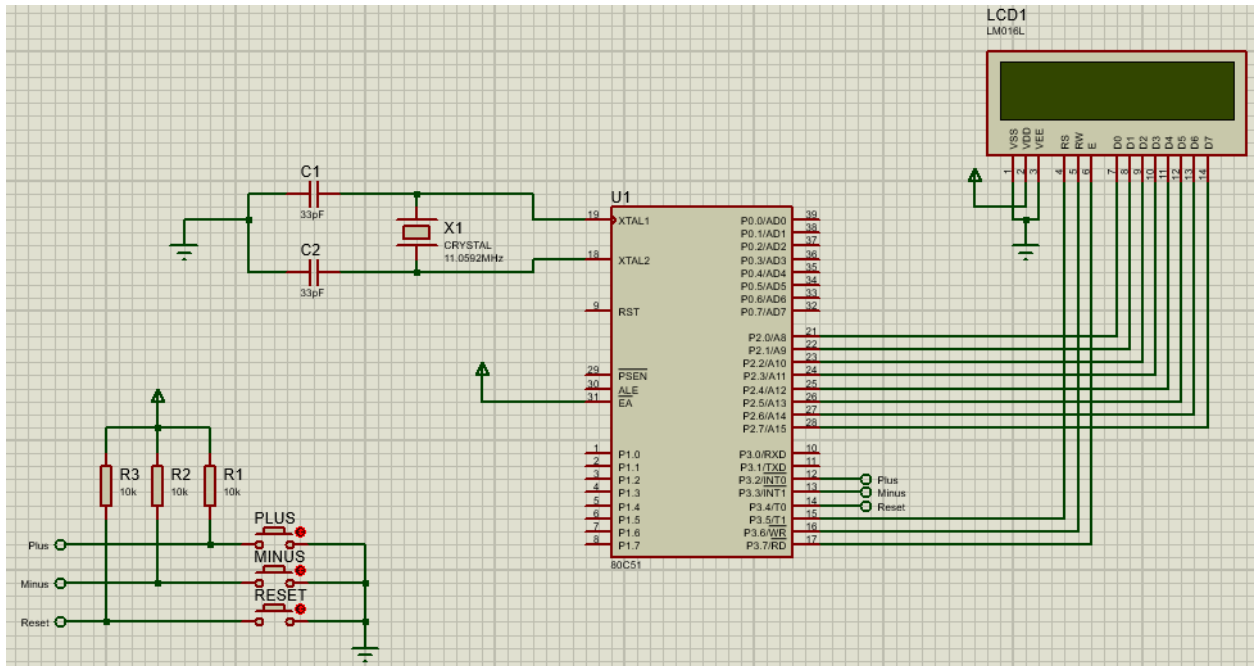 LCD1
LM016L
VSS
VDD
VEE
RS
RW
E
D0
D1
D2
D3
D4
D5
D6
D7
1
2
3
4
5
6
7
8
9
10
11
12
13
14
C1
33pF
X1
CRYSTAL
11.0592MHz
C2
33pF
U1
19 XTAL1
18 XTAL2
9 RST
29 PSEN
30 ALE
31 EA
1 P1.0
2 P1.1
3 P1.2
4 P1.3
5 P1.4
6 P1.5
7 P1.6
8 P1.7
P0.0/AD0 39
P0.1/AD1 38
P0.2/AD2 37
P0.3/AD3 36
P0.4/AD4 35
P0.5/AD5 34
P0.6/AD6 33
P0.7/AD7 32
P2.0/A8 21
P2.1/A9 22
P2.2/A10 23
P2.3/A11 24
P2.4/A12 25
P2.5/A13 26
P2.6/A14 27
P2.7/A15 28
P3.0/RXD 10
P3.1/TXD 11
P3.2/INT0 12 Plus
P3.3/INT1 13 Minus
P3.4/T0 14 Reset
P3.5/T1 15
P3.6/WR 16
P3.7/RD 17
80C51
R3
10k
R2
10k
R1
10k
PLUS
Plus
MINUS
Minus
RESET
Reset